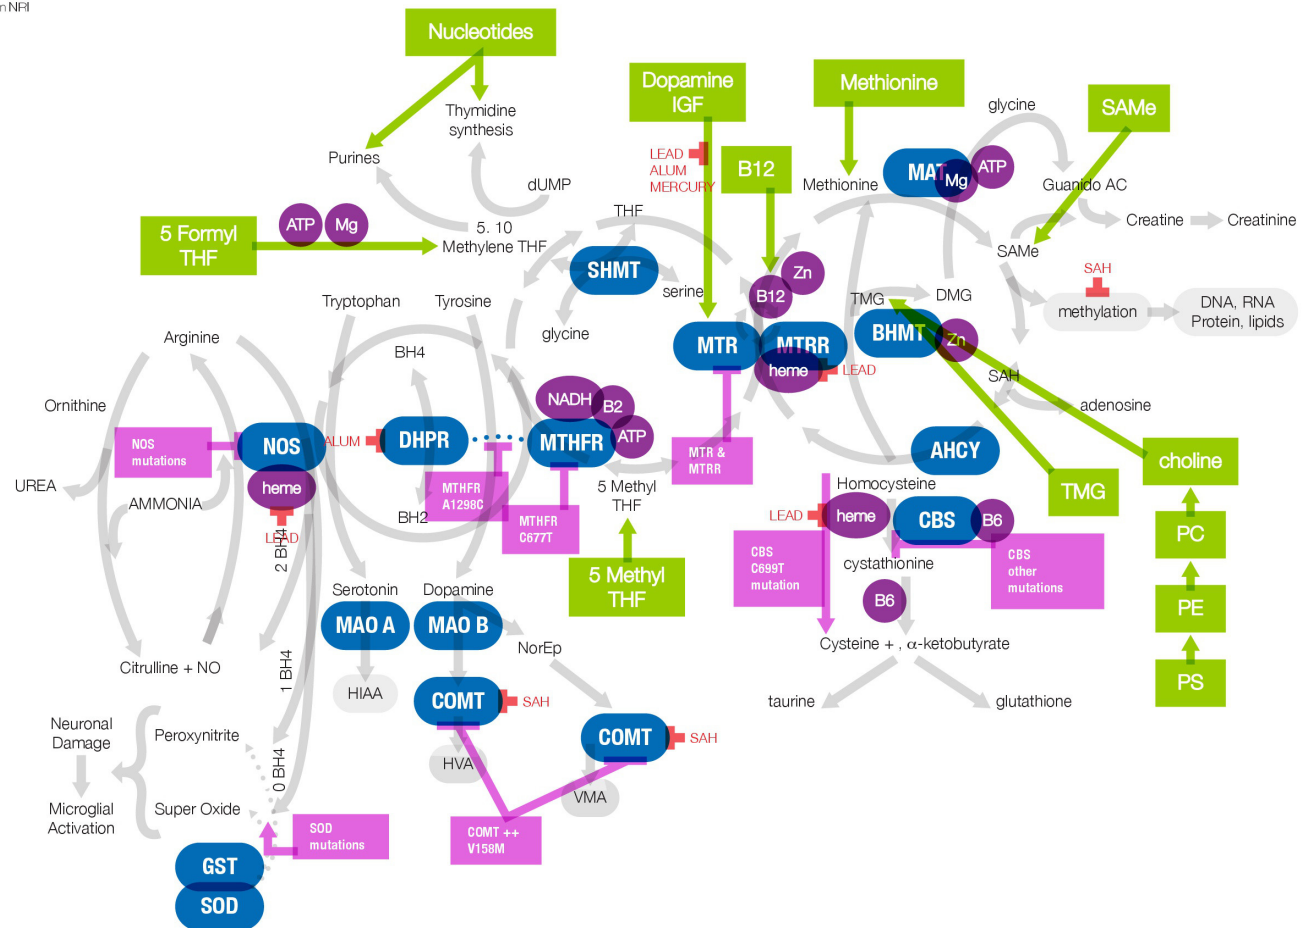 n NRI
Nucleotides
Dopamine
IGF
Methionine
SAMe
glycine
Thymidine
synthesis
Purines
LEAD
ALUM
MERCURY
B12
MAT
Mg
ATP
Methionine
Guanido AC
dUMP
THF
Creatine
Creatinine
5 Formyl
THF
ATP
Mg
5. 10
Methylene THF
SAMe
SHMT
serine
glycine
Zn
B12
SAH
methylation
DNA, RNA
Protein, lipids
TMG
DMG
BHMT
Zn
Tryptophan
Tyrosine
Arginine
BH4
MTR
MTRR
heme
LEAD
SAH
adenosine
Ornithine
NADH
B2
ATP
NOS
mutations
NOS
heme
LEAD
ALUM
DHPR
MTHFR
MTR &
MTRR
AHCY
choline
UREA
AMMONIA
2 BH4
BH2
MTHFR
A1298C
MTHFR
C677T
5 Methyl
THF
Homocysteine
TMG
LEAD
heme
CBS
B6
PC
CBS
C699T
mutation
cystathionine
CBS
other
mutations
5 Methyl
THF
Serotonin
Dopamine
B6
PE
MAO A
MAO B
NorEp
Cysteine + , α-ketobutyrate
Citrulline + NO
1 BH4
HIAA
COMT
SAH
taurine
glutathione
PS
Neuronal
Damage
Peroxynitrite
COMT
SAH
HVA
0 BH4
VMA
Microglial
Activation
Super Oxide
SOD
mutations
COMT ++
V158M
GST
SOD